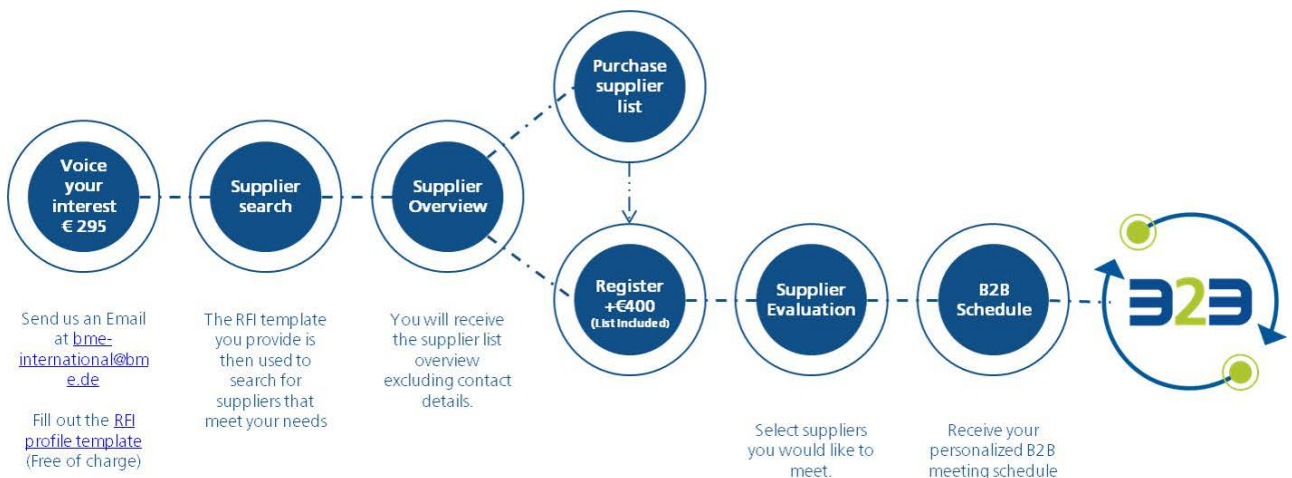 Purchase
supplier
list
Voice
your
interest
€ 295
Supplier
search
Supplier
Overview
Register
+€400
(List included)
Supplier
Evaluation
B2B
Schedule
B2B
Send us an Email
at bme-
international@bm
e.de
Fill out the RFI
profile template
(Free of charge)
The RFI template
you provide is
then used to
search for
suppliers that
meet your needs
You will receive
the supplier list
overview
excluding contact
details.
Select suppliers
you would like to
meet.
Receive your
personalized B2B
meeting schedule